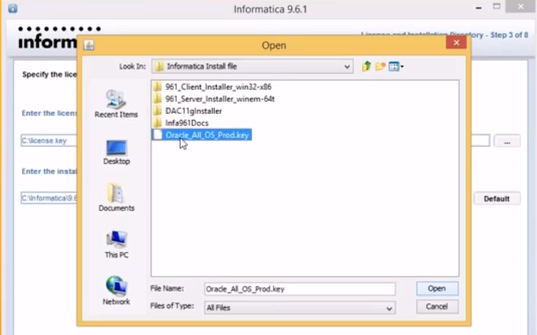 Informatica 9.6.1
License and Installation Directory - Step 3 of 8
inform
Open
Specify the lice
Look In:
Informatica Install file
961_Client_Installer_win32-x86
961_Server_Installer_winem-64t
DAC11gInstaller
Infa961Docs
Oracle_All_OS_Prod.key
Recent Items
Desktop
Documents
This PC
Network
Enter the licens
C:\license.key
...
Enter the insta
C:\Informatica\9.6
Default
File Name:
Oracle_All_OS_Prod.key
Open
Files of Type:
All Files
Cancel